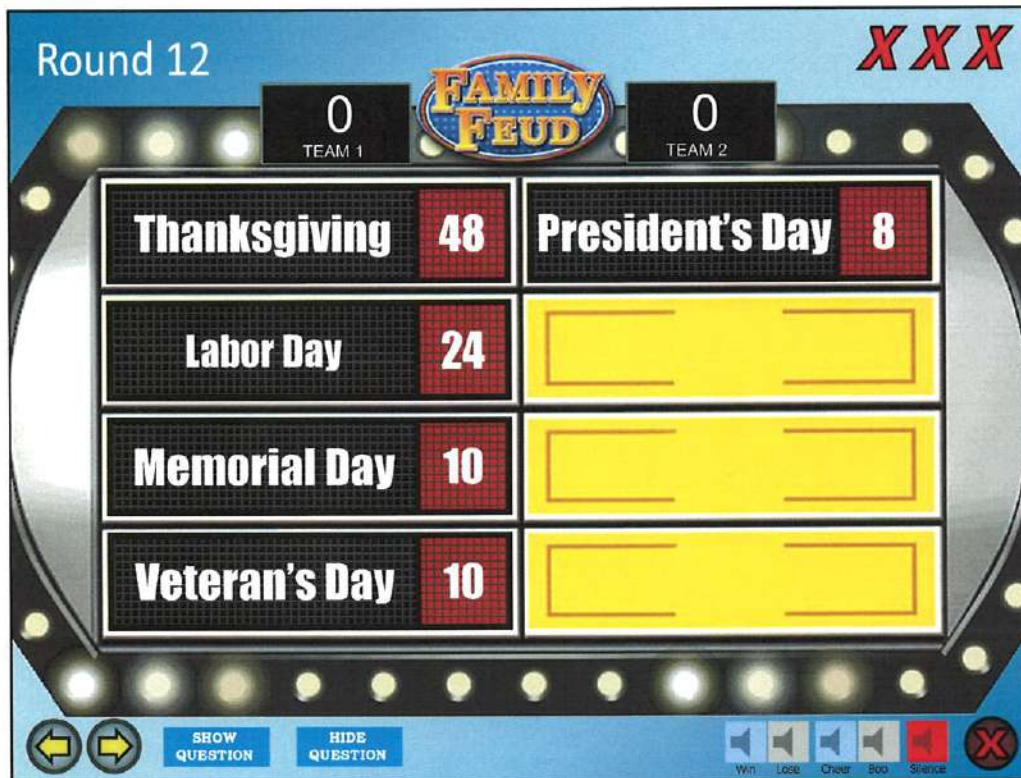 Round 12
X X X
0
TEAM 1
FAMILY
FEUD
0
TEAM 2
Thanksgiving 48
President's Day 8
Labor Day 24
Memorial Day 10
Veteran's Day 10
SHOW
QUESTION
HIDE
QUESTION
Win
Lose
Cheer
Boo
Silence
X